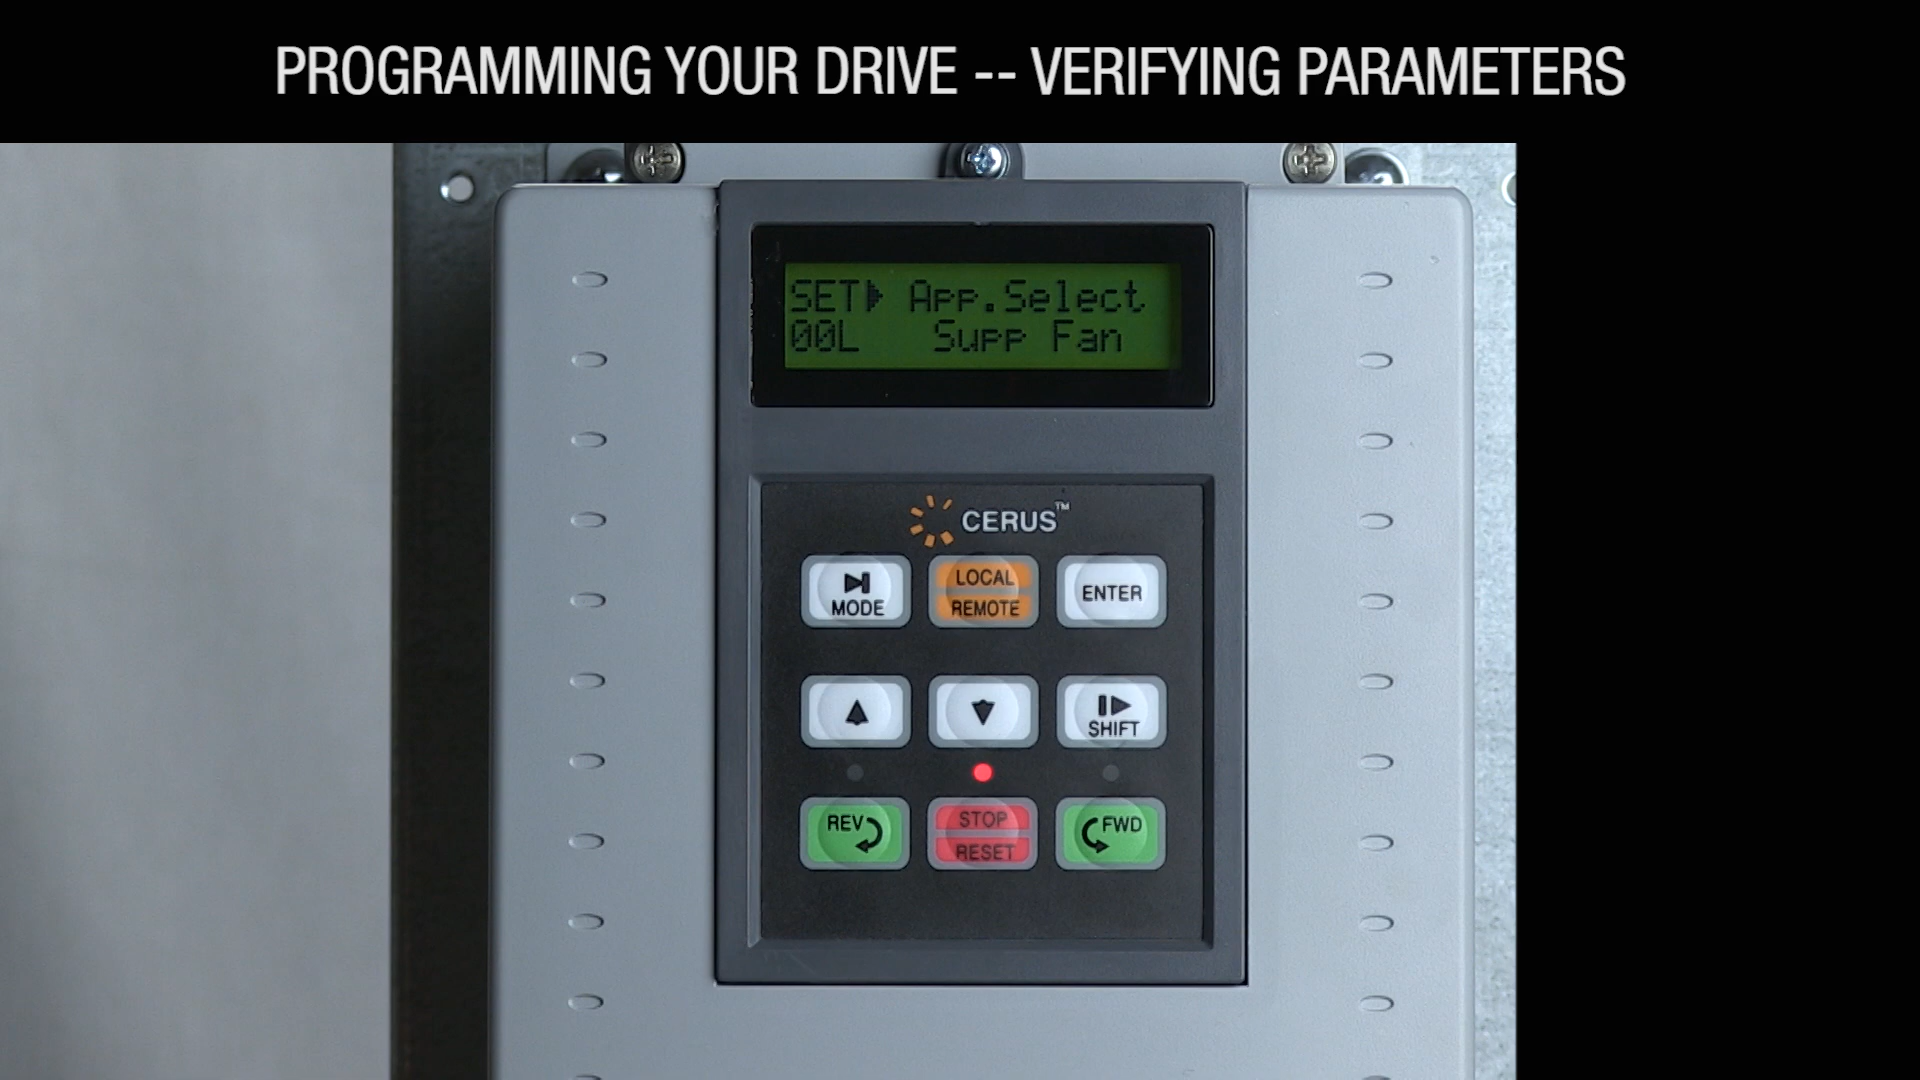 PROGRAMMING YOUR DRIVE -- VERIFYING PARAMETERS
SET▶ App.Select
00L Supp Fan
CERUS™
MODE
LOCAL
REMOTE
ENTER
SHIFT
REV
STOP
RESET
FWD